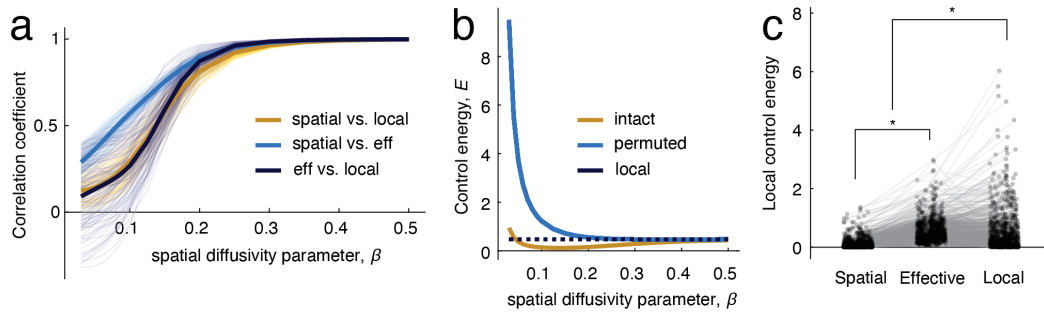 a
Correlation coefficient
1
0.5
0
0.1
0.2
0.3
0.4
0.5
spatial vs. local
spatial vs. eff
eff vs. local
spatial diffusivity parameter, β
b
Control energy, E
8
6
4
2
0
0.1
0.2
0.3
0.4
0.5
intact
permuted
local
spatial diffusivity parameter, β
c
Local control energy
8
6
4
2
0
*
*
Spatial
Effective
Local